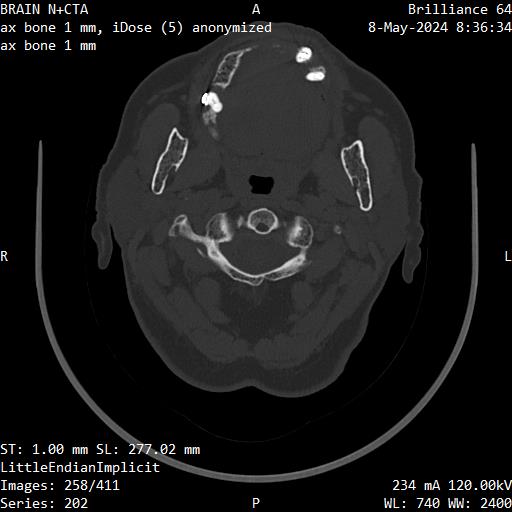 BRAIN N+CTA A Brilliance 64
ax bone 1 mm, iDose (5) anonymized 8-May-2024 8:36:34
ax bone 1 mm
R L
ST: 1.00 mm SL: 277.02 mm
LittleEndianImplicit
Images: 258/411 234 mA 120.00kV
Series: 202 P WL: 740 WW: 2400